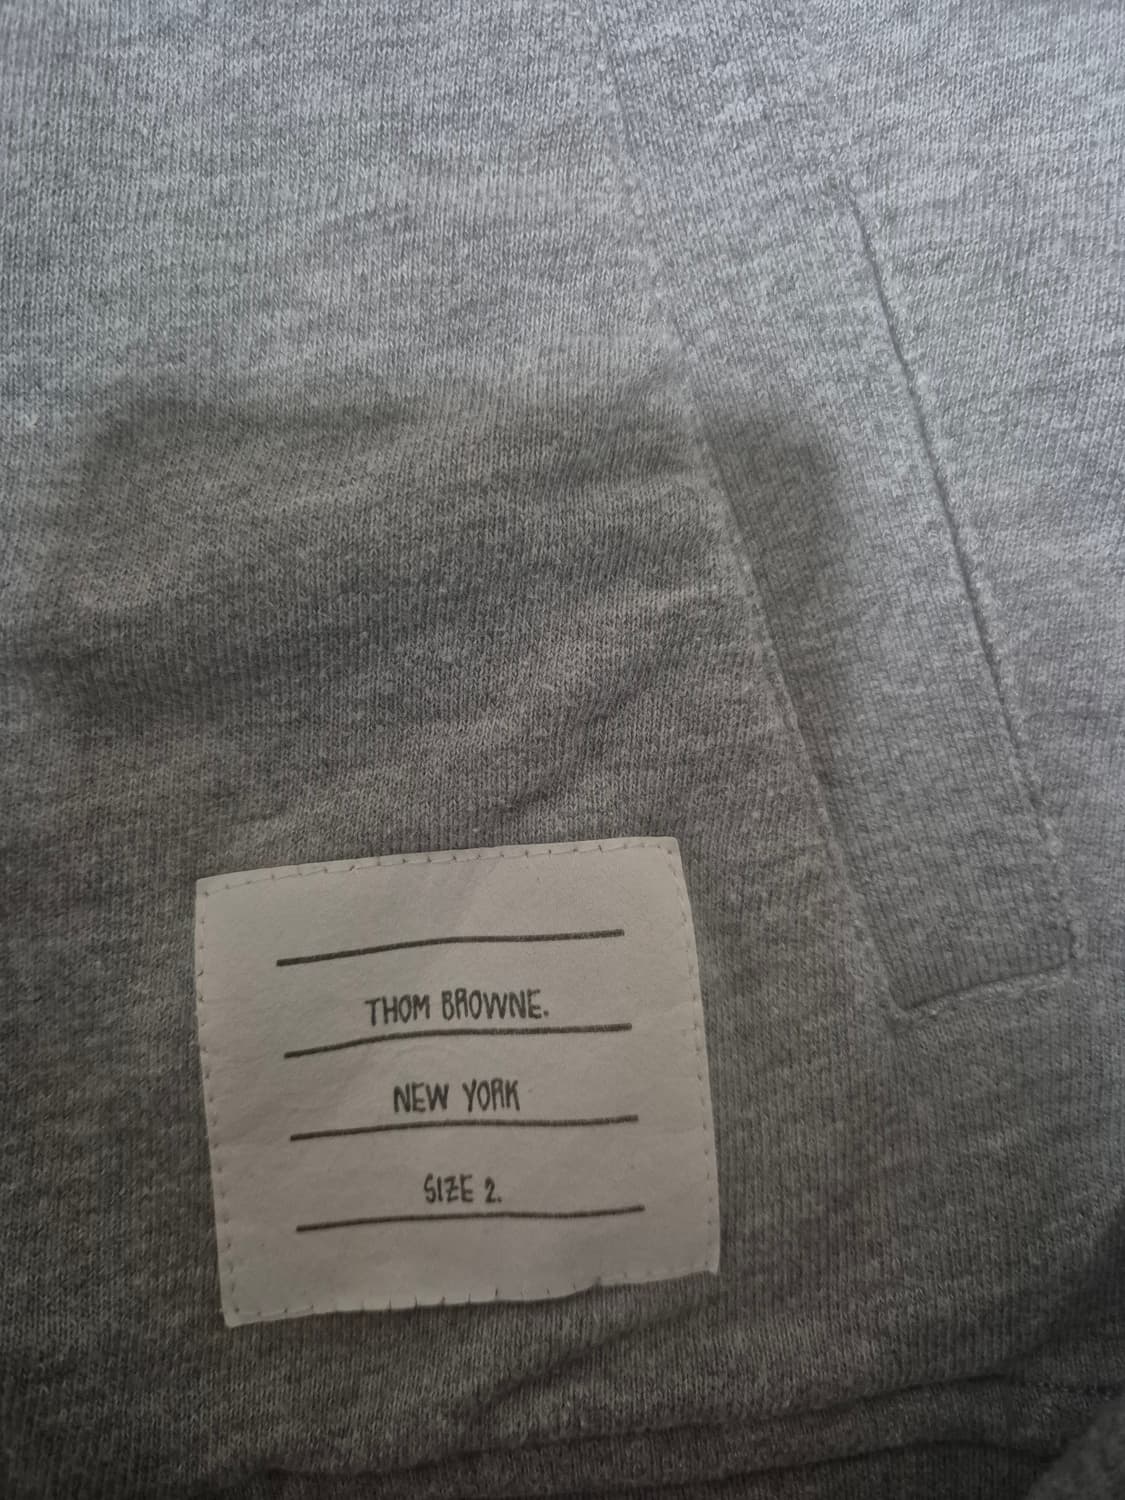 THOM BROWNE.
NEW YORK
SIZE 2.